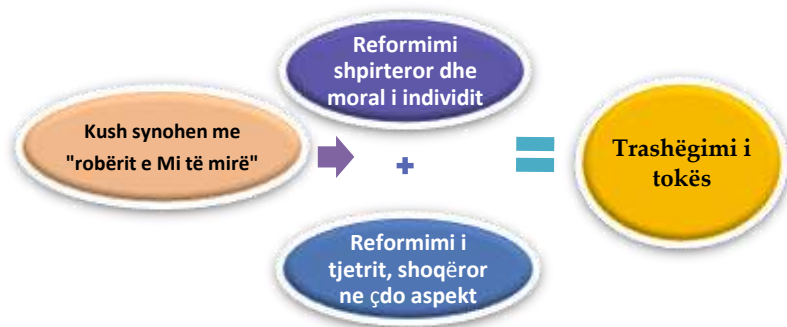 Kush synohen me
"robërit e Mi të mirë"
Reformimi
shpirteror dhe
moral i individit
+
Reformimi i
tjetrit, shoqëror
ne çdo aspekt
=
Trashëgimi i
tokës